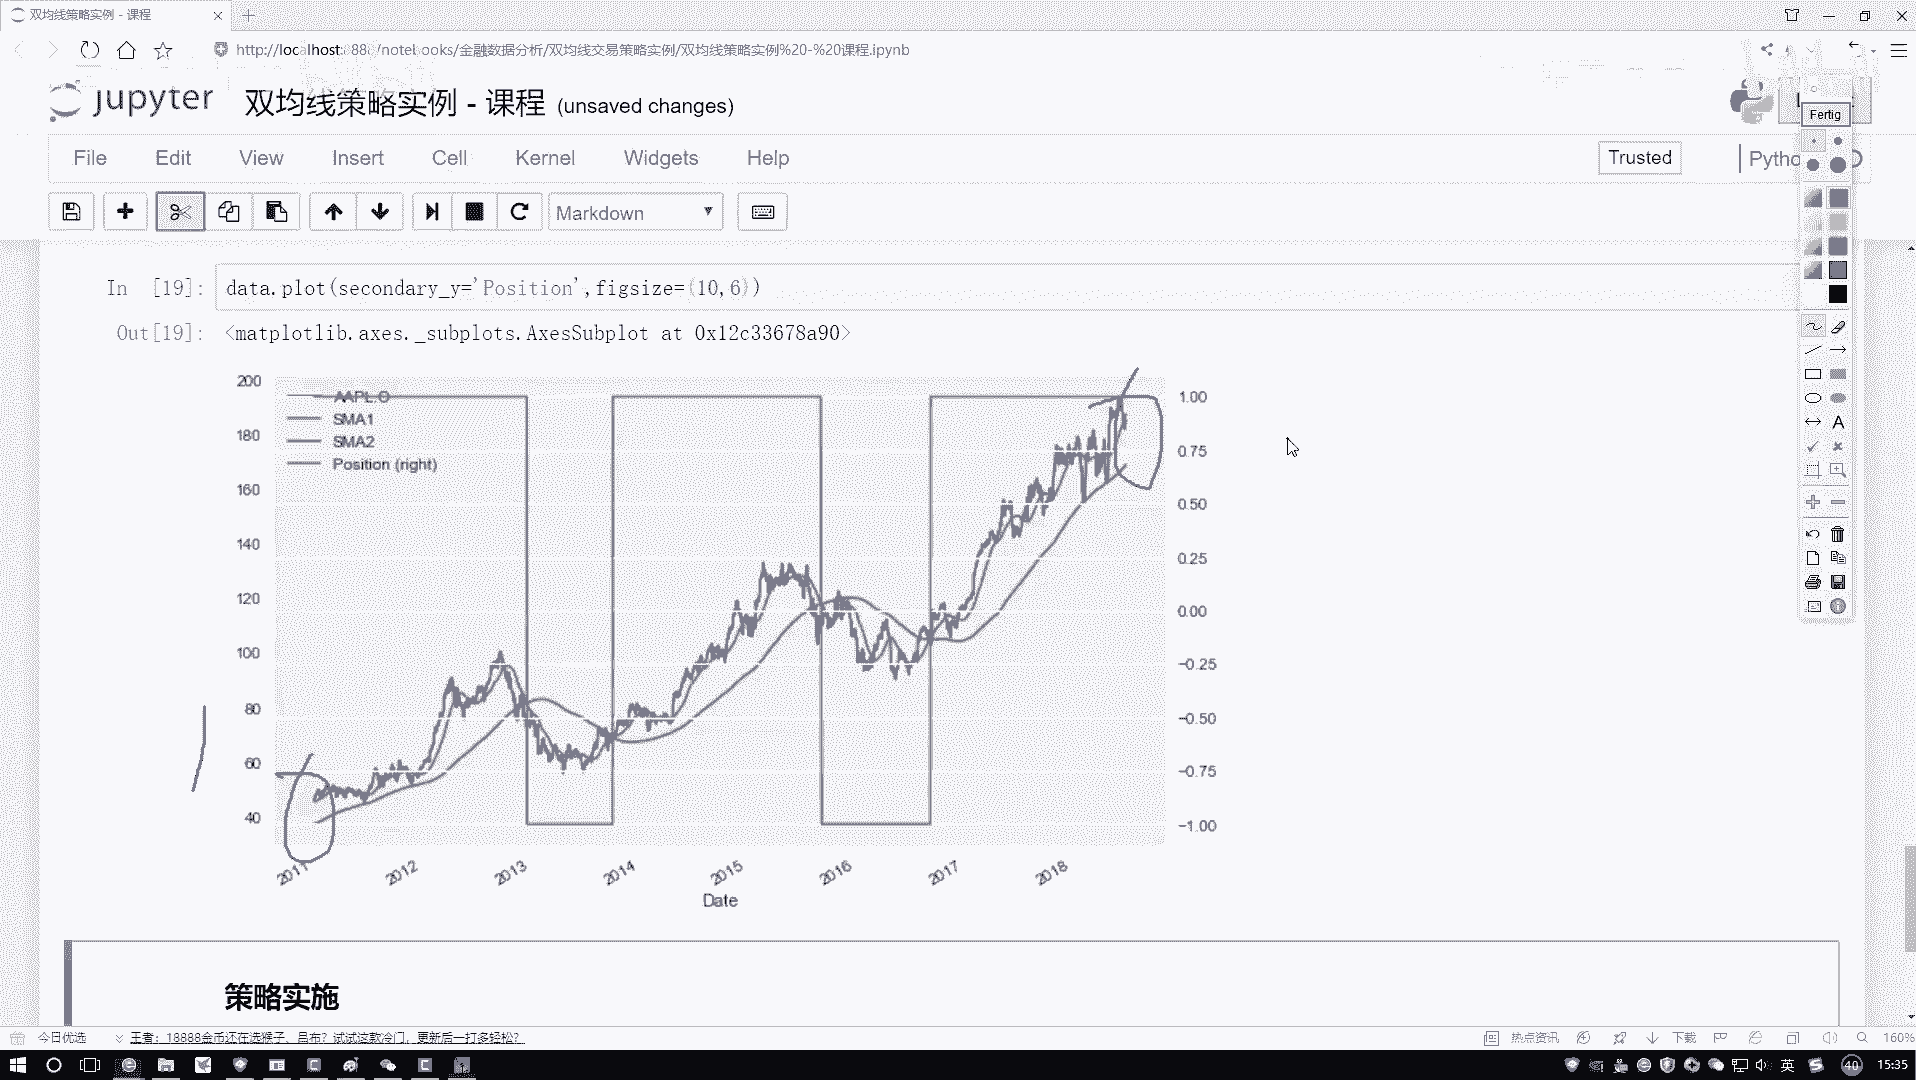 双均线策略实例 - 课程
http://localhost:888/notebooks/金融数据分析/双均线交易策略实例/双均线策略实例%20-%20课程.ipynb
jupyter 双均线策略实例 - 课程 (unsaved changes)
Fertig
File Edit View Insert Cell Kernel Widgets Help
Trusted
Markdown
In [19]: data.plot(secondary_y='Position',figsize=(10,6))
Out[19]: <matplotlib.axes._subplots.AxesSubplot at 0x12c33678a90>
AAPL.O
SMA1
SMA2
Position (right)
200
180
160
140
120
100
80
60
40
1.00
0.75
0.50
0.25
0.00
−0.25
−0.50
−0.75
−1.00
2011 2012 2013 2014 2015 2016 2017 2018
Date
策略实施
今日优选 王者：18888金币还在选猴子、吕布？试试这款冷门，更新后一打多轻松？
热点资讯 下载 160%
英 40 15:35